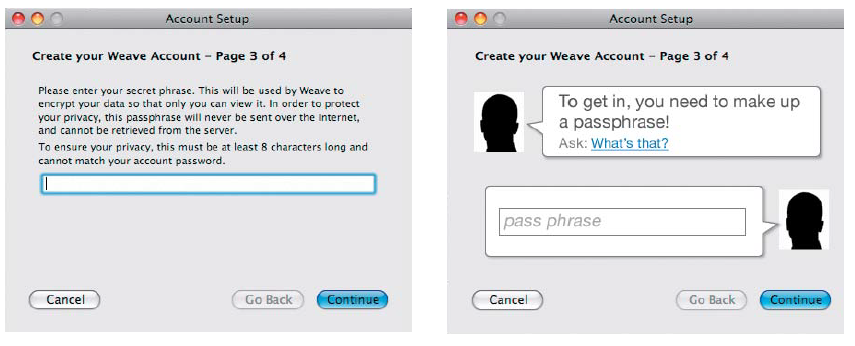 Account Setup
Create your Weave Account – Page 3 of 4
Please enter your secret phrase. This will be used by Weave to
encrypt your data so that only you can view it. In order to protect
your privacy, this passphrase will never be sent over the internet,
and cannot be retrieved from the server.
To ensure your privacy, this must be at least 8 characters long and
cannot match your account password.
Cancel
Go Back
Continue
Account Setup
Create your Weave Account – Page 3 of 4
To get in, you need to make up
a passphrase!
Ask: What's that?
pass phrase
Cancel
Go Back
Continue